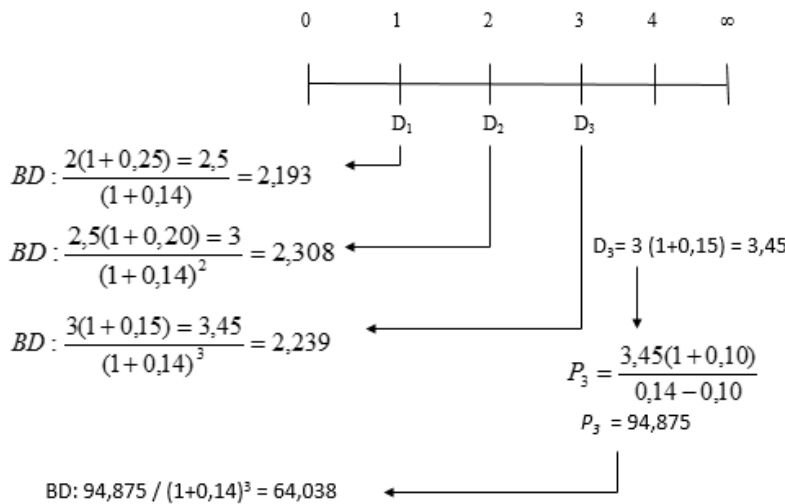 0 1 2 3 4 ∞
D₁ D₂ D₃
BD : 2(1+0,25) = 2,5 / (1+0,14) = 2,193
BD : 2,5(1+0,20) = 3 / (1+0,14)² = 2,308
D₃= 3 (1+0,15) = 3,45
BD : 3(1+0,15) = 3,45 / (1+0,14)³ = 2,239
P₃ = 3,45(1+0,10) / 0,14−0,10
P₃ = 94,875
BD: 94,875 / (1+0,14)³ = 64,038